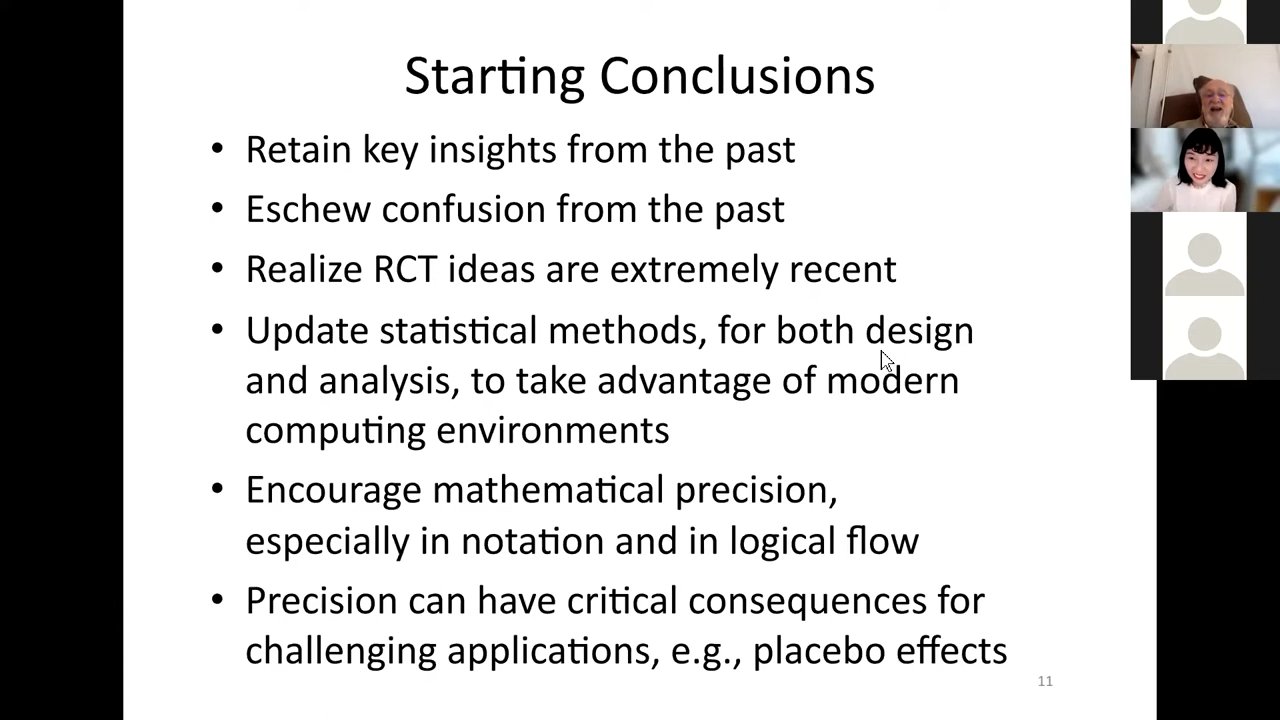 Starting Conclusions
• Retain key insights from the past
• Eschew confusion from the past
• Realize RCT ideas are extremely recent
• Update statistical methods, for both design
and analysis, to take advantage of modern
computing environments
• Encourage mathematical precision,
especially in notation and in logical flow
• Precision can have critical consequences for
challenging applications, e.g., placebo effects
11